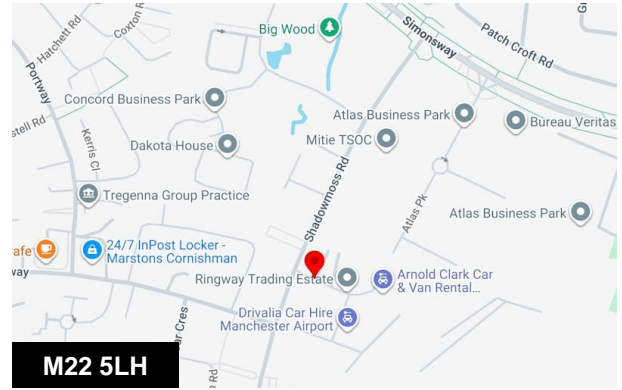 Big Wood
Simonsway
Patch Croft Rd
Hatchett Rd
Coxton Rd
Portway
Concord Business Park
Atlas Business Park
Bureau Veritas
Mitie TSOC
Dakota House
Kerris Cl
Shadowmoss Rd
Tregenna Group Practice
Atlas Pk
Atlas Business Park
24/7 InPost Locker -
Marstons Cornishman
Ringway Trading Estate
Arnold Clark Car
& Van Rental...
Drivalia Car Hire
Manchester Airport
M22 5LH